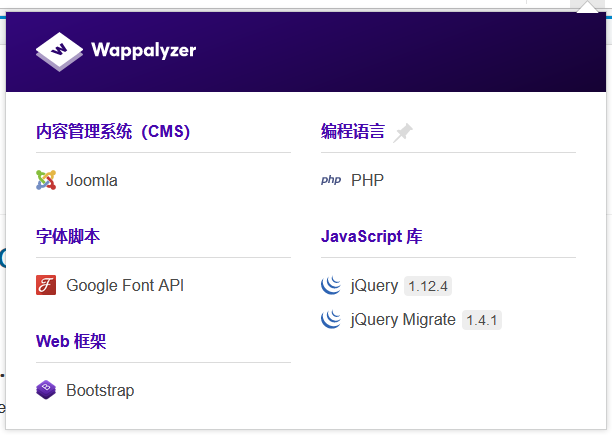 Wappalyzer
内容管理系统（CMS）
Joomla
字体脚本
Google Font API
Web 框架
Bootstrap
编程语言
php PHP
JavaScript 库
jQuery 1.12.4
jQuery Migrate 1.4.1